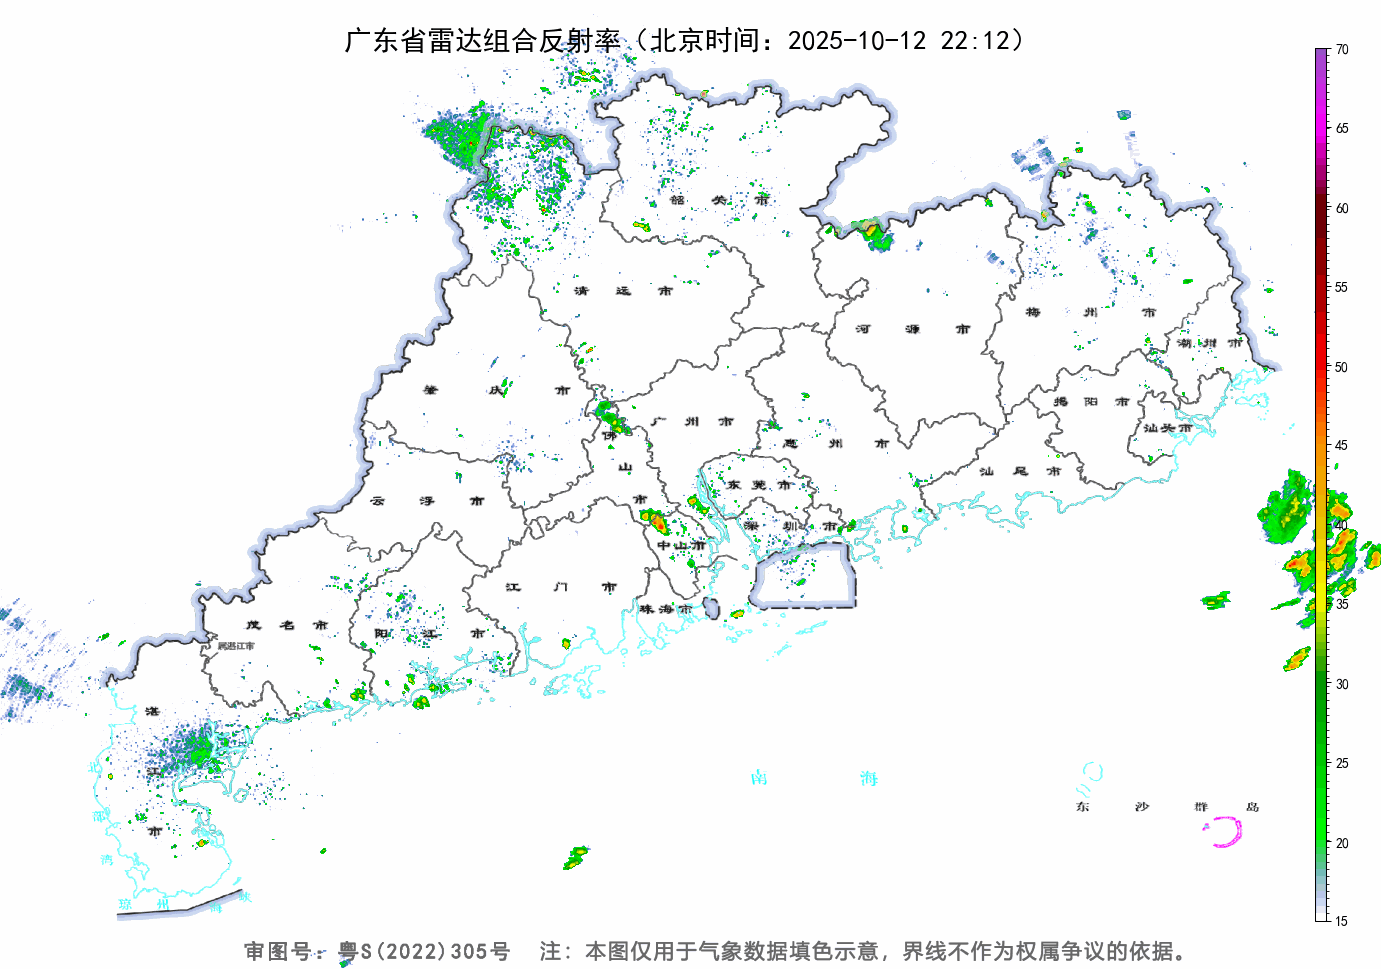 广东省雷达组合反射率（北京时间：2025-10-12 22:12）
70
65
60
55
50
45
40
35
30
25
20
15
韶关市
清远市
河源市
梅州市
潮州市
肇庆市
广州市
惠州市
揭阳市
汕头市
佛山市
云浮市
东莞市
汕尾市
深圳市
中山市
江门市
珠海市
茂名市
阳江市
属湛江市
湛江市
北部湾
南海
东沙群岛
琼州海峡
审图号：粤S(2022)305号 注：本图仅用于气象数据填色示意，界线不作为权属争议的依据。